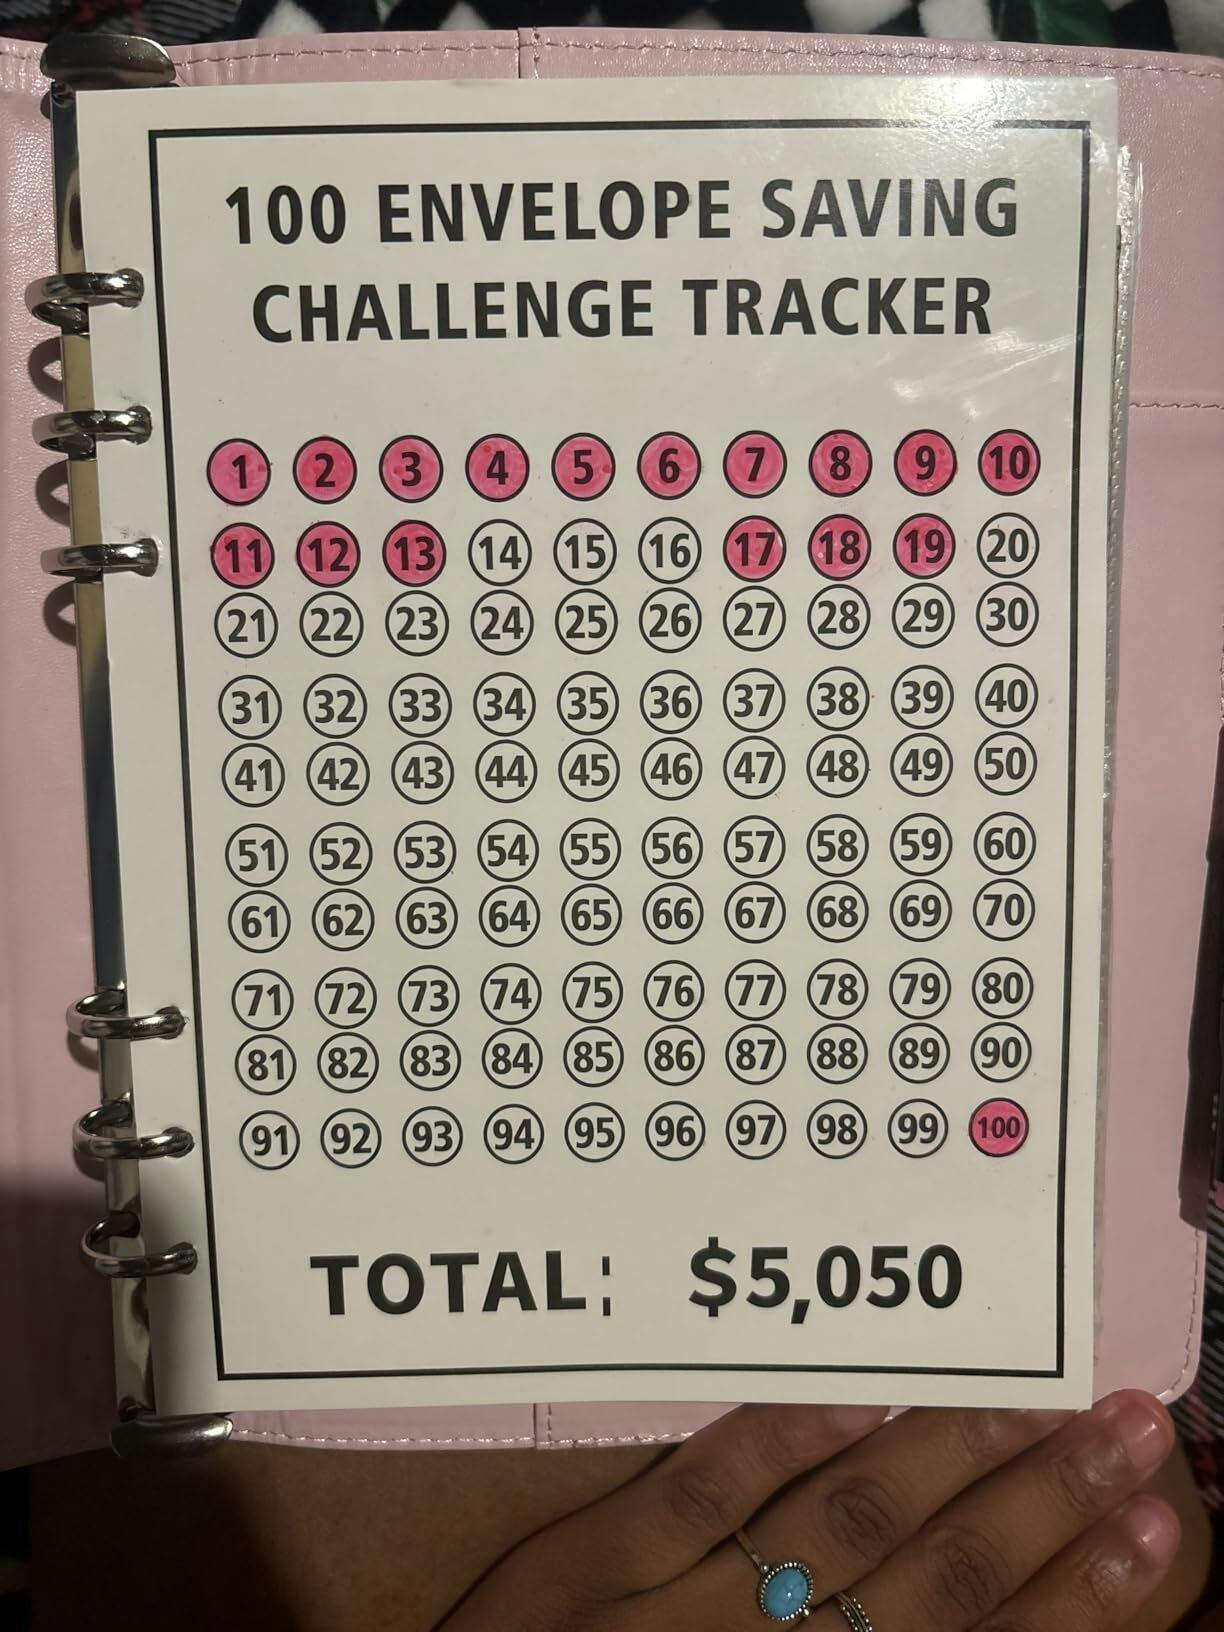 100 ENVELOPE SAVING
CHALLENGE TRACKER
1 2 3 4 5 6 7 8 9 10
11 12 13 14 15 16 17 18 19 20
21 22 23 24 25 26 27 28 29 30
31 32 33 34 35 36 37 38 39 40
41 42 43 44 45 46 47 48 49 50
51 52 53 54 55 56 57 58 59 60
61 62 63 64 65 66 67 68 69 70
71 72 73 74 75 76 77 78 79 80
81 82 83 84 85 86 87 88 89 90
91 92 93 94 95 96 97 98 99 100
TOTAL: $5,050